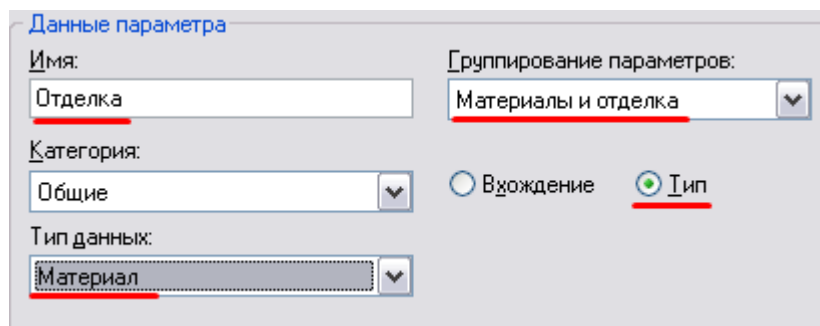 Данные параметра
Имя:
Отделка
Категория:
Общие
Тип данных:
Материал
Группирование параметров:
Материалы и отделка
Вхождение Тип